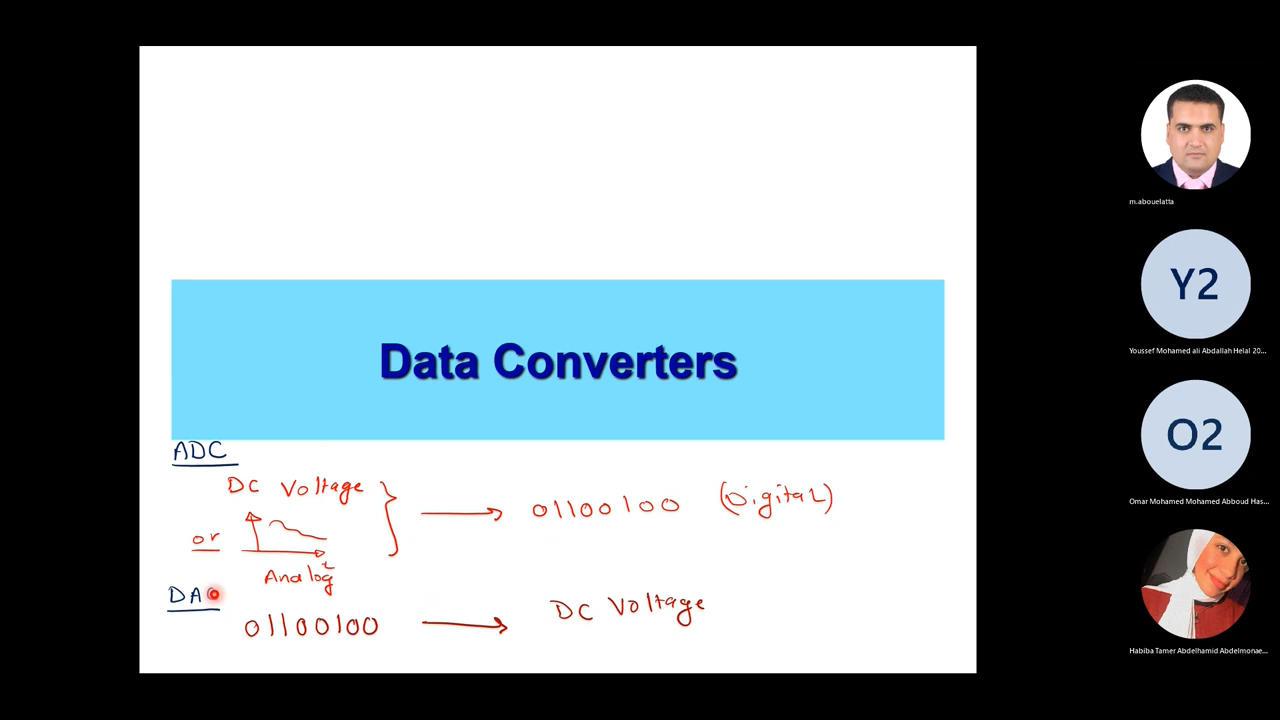 Data Converters
ADC
DC Voltage
or
Analog
→ 01100100 (Digital)
DAC
01100100 → DC Voltage
m.abouelatta
Y2
Youssef Mohamed ali Abdallah Helal 20...
O2
Omar Mohamed Mohamed Abboud Has...
Habiba Tamer Abdelhamid Abdelmonae...